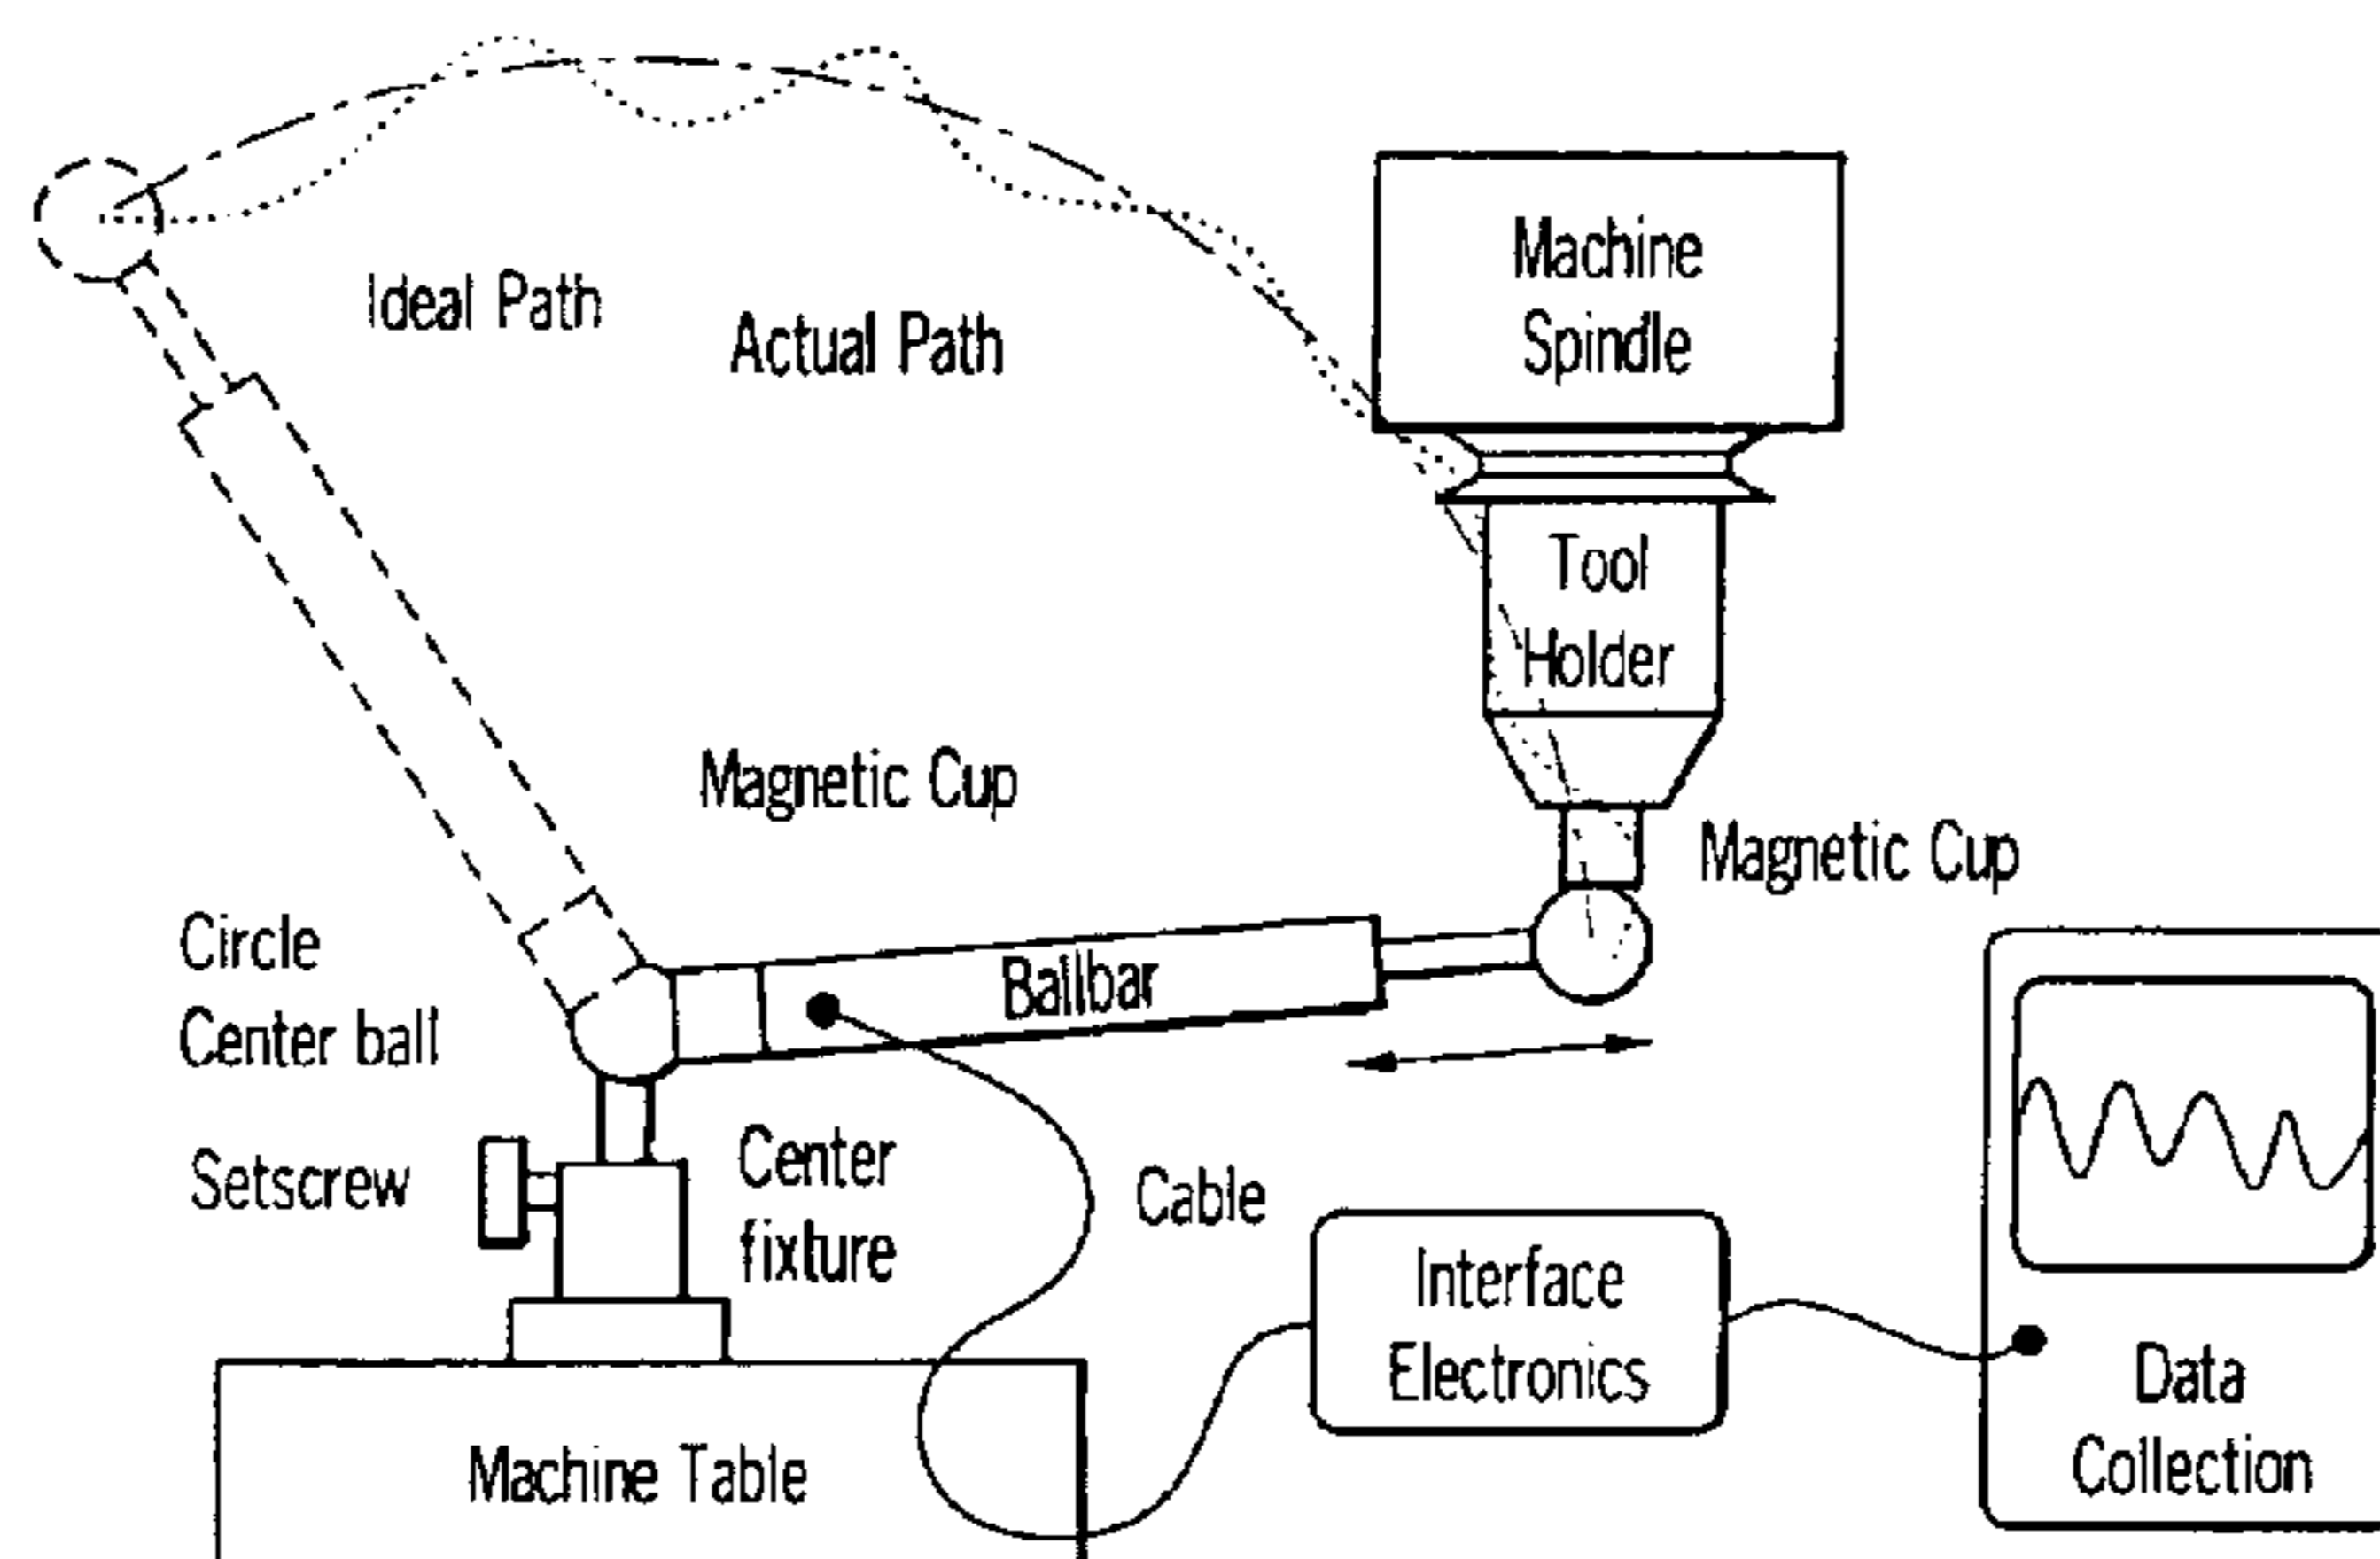 Ideal Path
Actual Path
Machine
Spindle
Tool
Holder
Magnetic Cup
Magnetic Cup
Circle
Center ball
Ballbar
Setscrew
Center
fixture
Cable
Interface
Electronics
Data
Collection
Machine Table